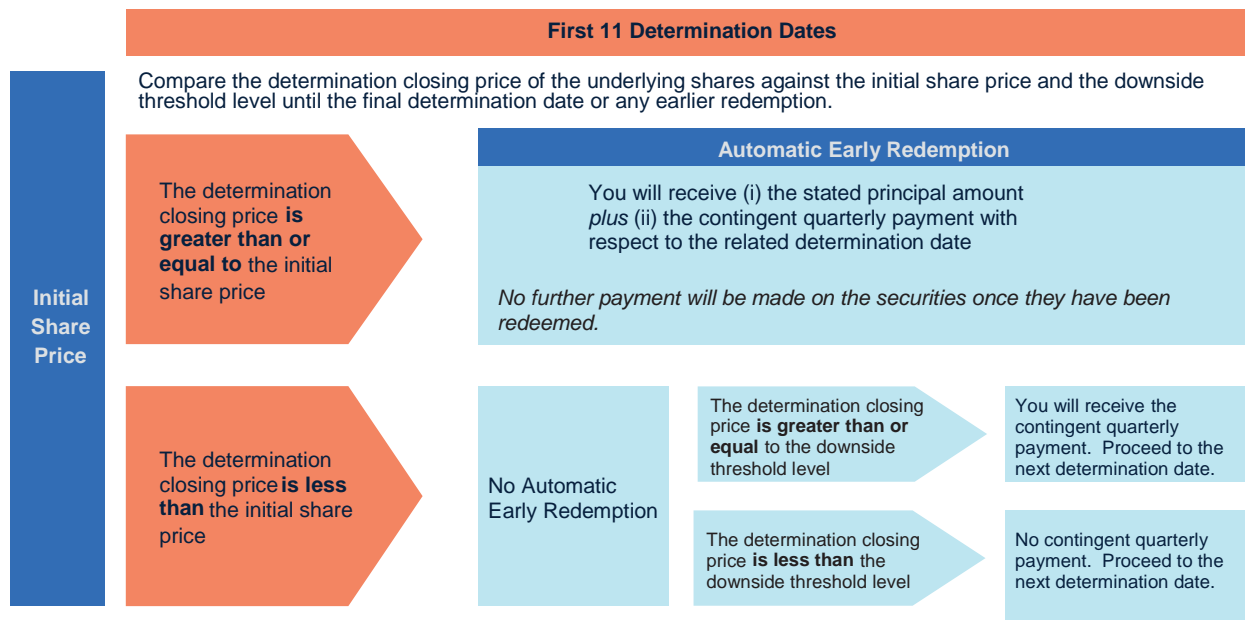 First 11 Determination Dates
Compare the determination closing price of the underlying shares against the initial share price and the downside
threshold level until the final determination date or any earlier redemption.
Initial
Share
Price
The determination
closing price is
greater than or
equal to the initial
share price
Automatic Early Redemption
You will receive (i) the stated principal amount
plus (ii) the contingent quarterly payment with
respect to the related determination date
No further payment will be made on the securities once they have been
redeemed.
The determination
closing price is less
than the initial share
price
No Automatic
Early Redemption
The determination closing
price is greater than or
equal to the downside
threshold level
You will receive the
contingent quarterly
payment. Proceed to the
next determination date.
The determination closing
price is less than the
downside threshold level
No contingent quarterly
payment. Proceed to the
next determination date.